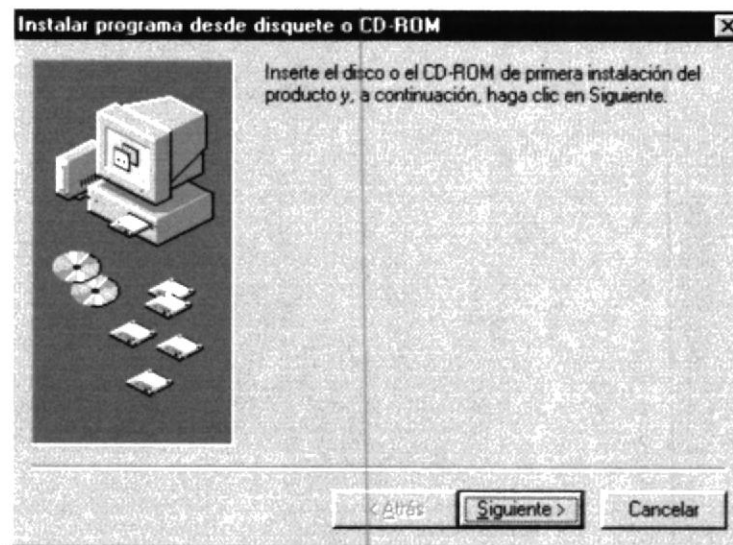 Instalar programa desde disquete o CD-ROM
Inserte el disco o el CD-ROM de primera instalación del
producto y, a continuación, haga clic en Siguiente.
< Atrás
Siguiente >
Cancelar